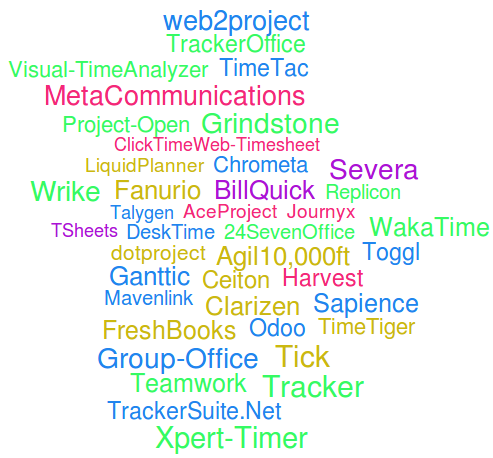 web2project
TrackerOffice
Visual-TimeAnalyzer TimeTac
MetaCommunications
Project-Open Grindstone
ClickTimeWeb-Timesheet
LiquidPlanner Chrometa Severa
Wrike Fanurio BillQuick Replicon
Talygen AceProject Journyx
TSheets DeskTime 24SevenOffice WakaTime
dotproject Agil10,000ft Toggl
Ganttic Ceiton Harvest
Mavenlink Clarizen Sapience
FreshBooks Odoo TimeTiger
Group-Office Tick
Teamwork Tracker
TrackerSuite.Net
Xpert-Timer